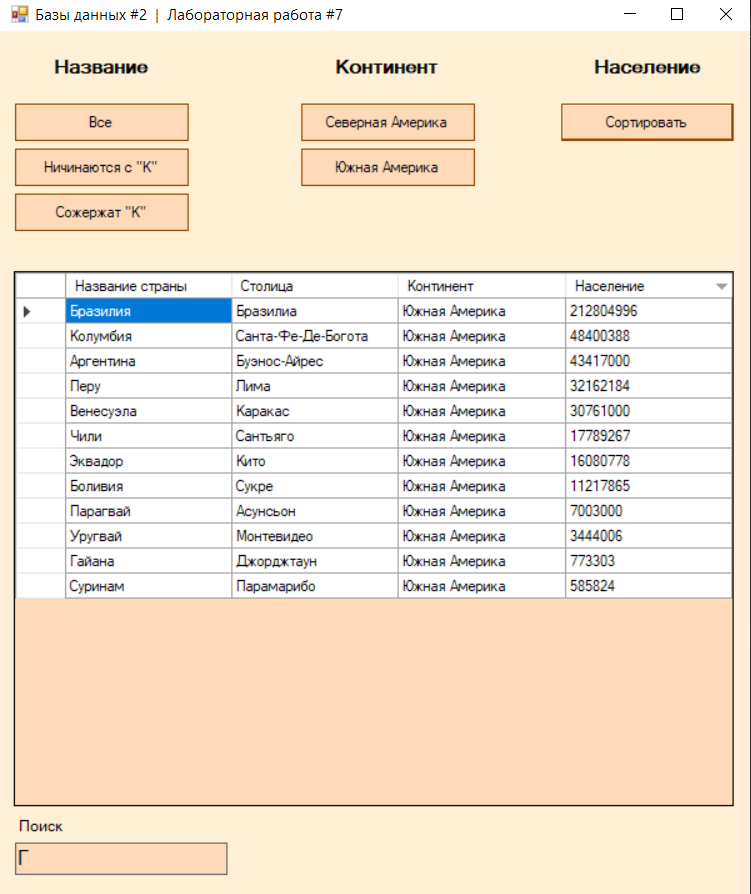 Базы данных #2 | Лабораторная работа #7
Название Континент Население
Все Северная Америка Сортировать
Ничинаются с "К" Южная Америка
Сожержат "К"
Название страны Столица Континент Население
Бразилия Бразилиа Южная Америка 212804996
Колумбия Санта-Фе-Де-Богота Южная Америка 48400388
Аргентина Буэнос-Айрес Южная Америка 43417000
Перу Лима Южная Америка 32162184
Венесуэла Каракас Южная Америка 30761000
Чили Сантьяго Южная Америка 17789267
Эквадор Кито Южная Америка 16080778
Боливия Сукре Южная Америка 11217865
Парагвай Асунсьон Южная Америка 7003000
Уругвай Монтевидео Южная Америка 3444006
Гайана Джорджтаун Южная Америка 773303
Суринам Парамарибо Южная Америка 585824
Поиск
Г